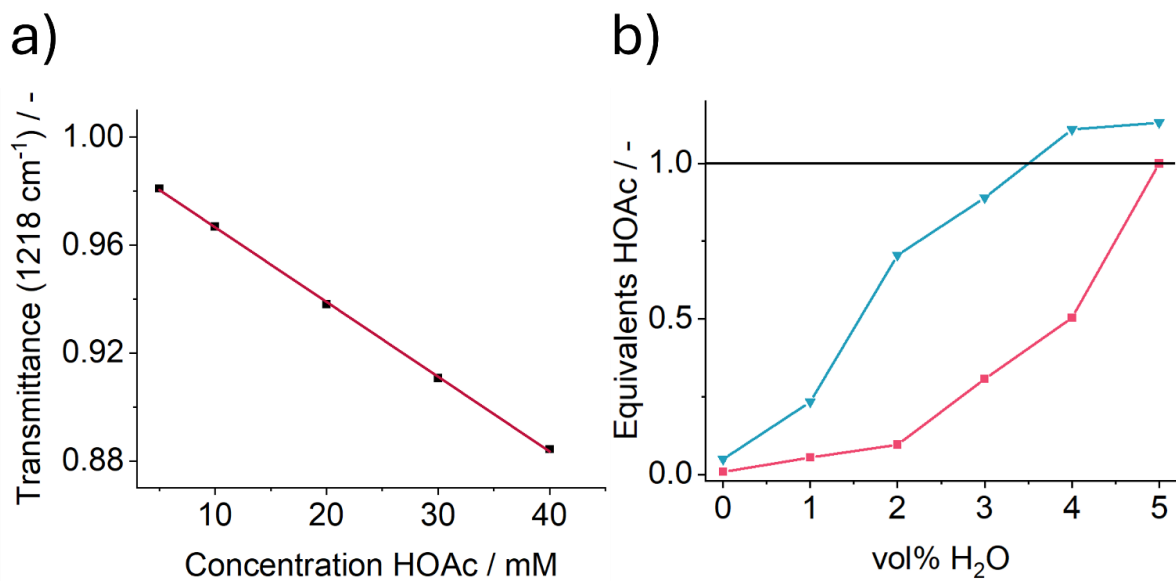 a)
Transmittance (1218 cm⁻¹) / -
1.00
0.96
0.92
0.88
10
20
30
40
Concentration HOAc / mM
b)
Equivalents HOAc / -
1.0
0.5
0.0
0
1
2
3
4
5
vol% H₂O